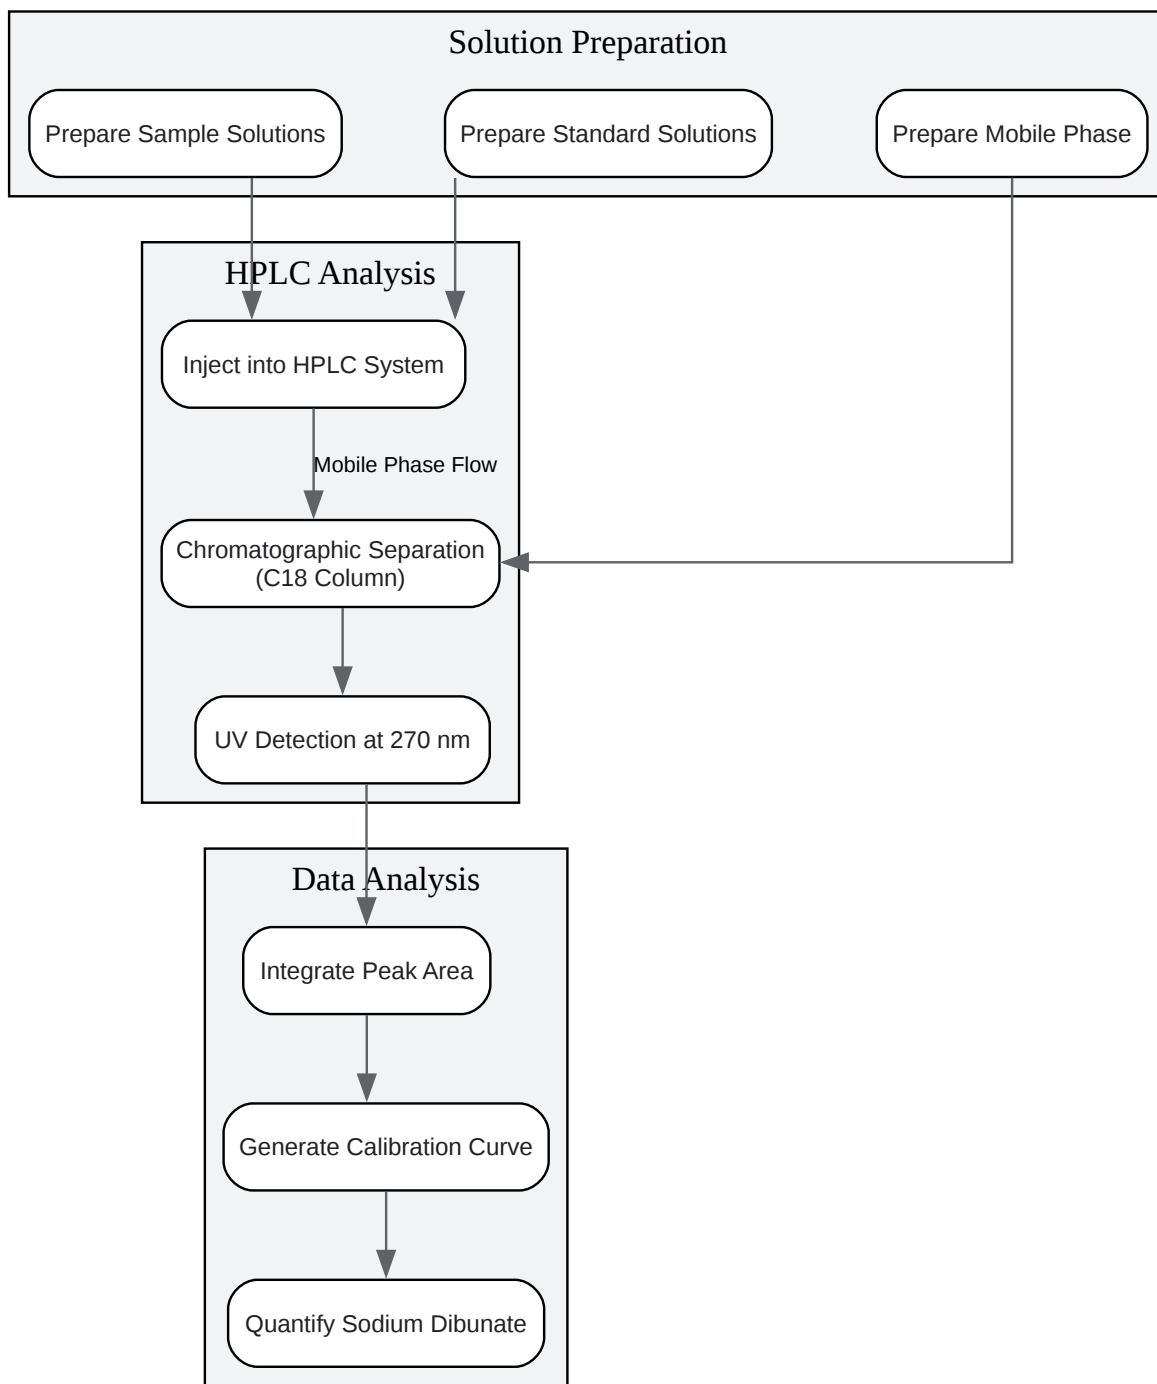 Solution Preparation
Prepare Sample Solutions
Prepare Standard Solutions
Prepare Mobile Phase
HPLC Analysis
Inject into HPLC System
Mobile Phase Flow
Chromatographic Separation
(C18 Column)
UV Detection at 270 nm
Data Analysis
Integrate Peak Area
Generate Calibration Curve
Quantify Sodium Dibunate